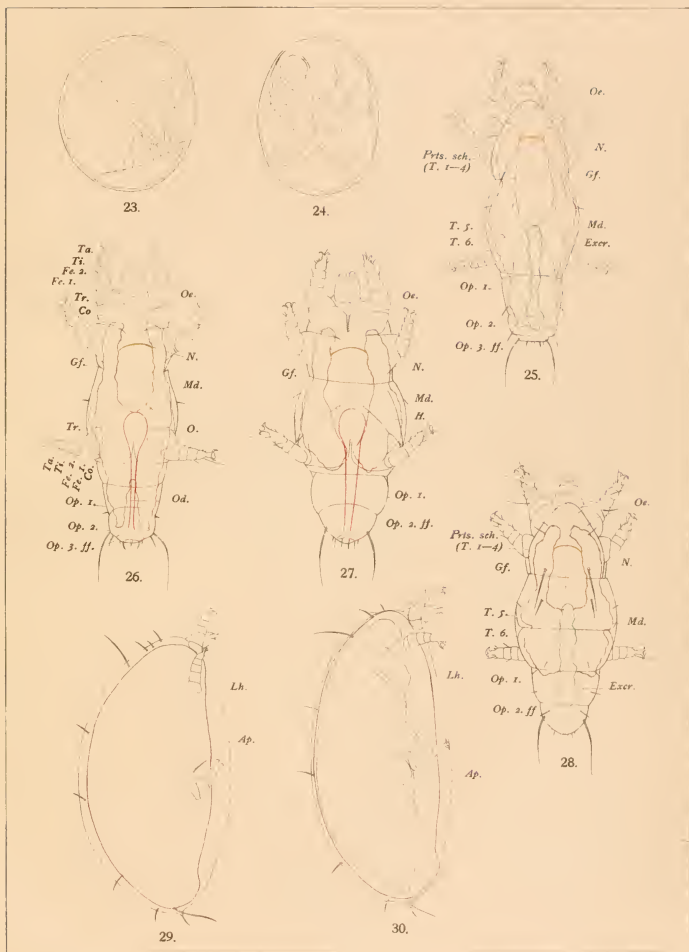 23.
24.
Oe.
Prts. sch.
(T. 1—4)
N.
Gf.
T. 5.
T. 6.
Md.
Excr.
Op. 1.
Op. 2.
Op. 3. ff.
25.
Ta.
Ti.
Fe. 2.
Fe. 1.
Tr.
Co
Oe.
Gf.
N.
Md.
Tr.
O.
Ta.
Ti.
Fe. 2.
Fe. 1.
Co.
Op. 1.
Od.
Op. 2.
Op. 3. ff.
26.
Oe.
Gf.
N.
Md.
H.
Op. 1.
Op. 2. ff.
27.
Oe.
Prts. sch.
(T. 1—4)
Gf.
N.
T. 5.
T. 6.
Md.
Op. 1.
Excr.
Op. 2. ff
28.
Lh.
Ap.
29.
Lh.
Ap.
30.